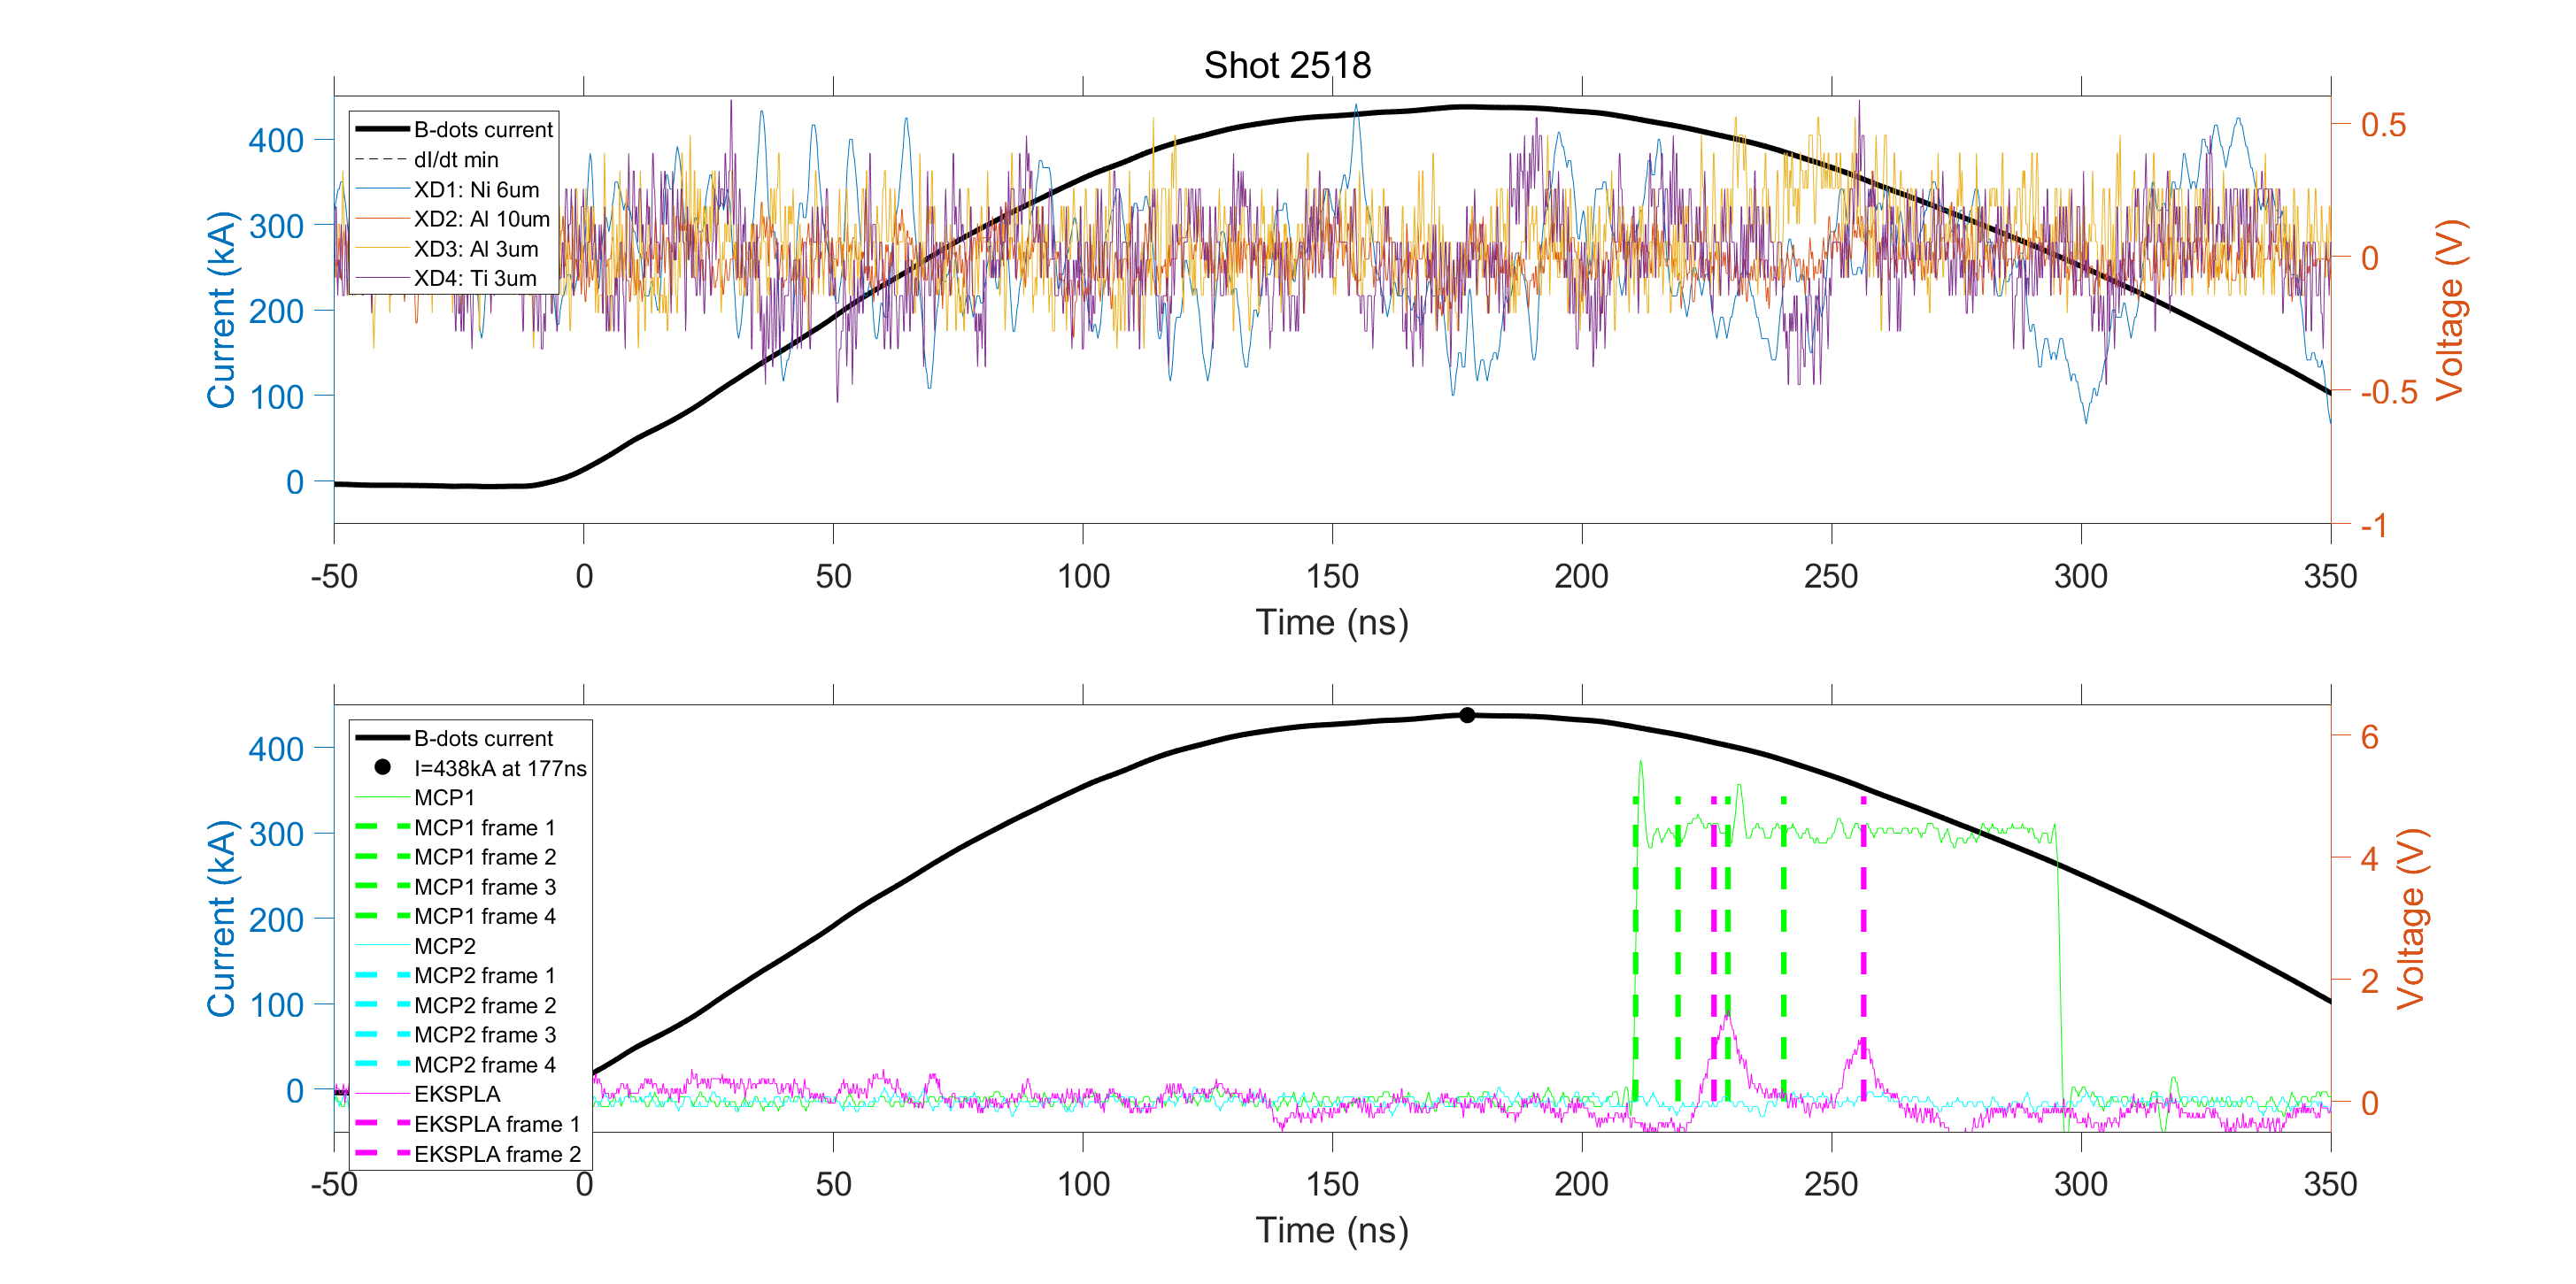 Shot 2518
B-dots current
dI/dt min
XD1: Ni 6um
XD2: Al 10um
XD3: Al 3um
XD4: Ti 3um
400
300
200
100
0
Current (kA)
0.5
0
-0.5
-1
Voltage (V)
-50 0 50 100 150 200 250 300 350
Time (ns)
B-dots current
I=438kA at 177ns
MCP1
MCP1 frame 1
MCP1 frame 2
MCP1 frame 3
MCP1 frame 4
MCP2
MCP2 frame 1
MCP2 frame 2
MCP2 frame 3
MCP2 frame 4
EKSPLA
EKSPLA frame 1
EKSPLA frame 2
400
300
200
100
0
Current (kA)
6
4
2
0
Voltage (V)
-50 0 50 100 150 200 250 300 350
Time (ns)